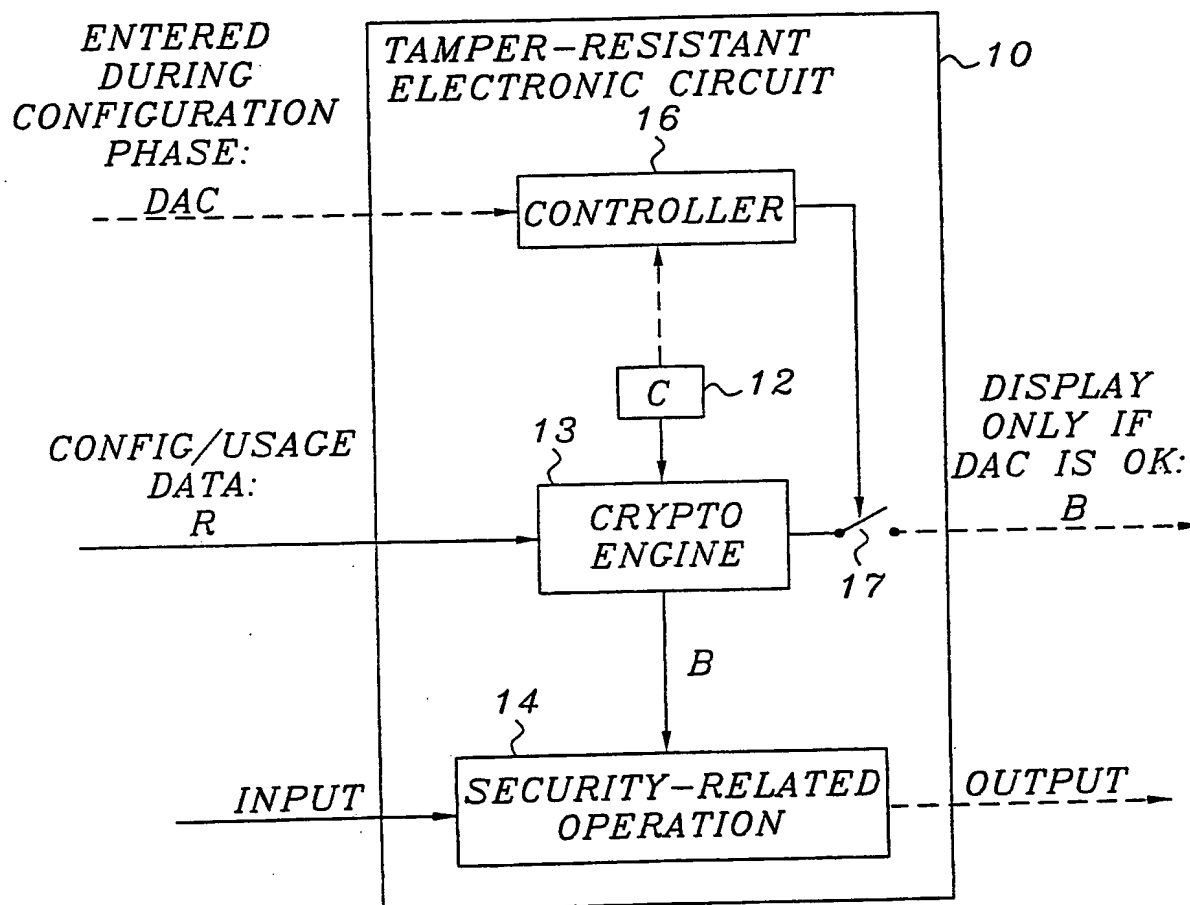 ENTERED
DURING
CONFIGURATION
PHASE:
DAC
TAMPER-RESISTANT
ELECTRONIC CIRCUIT
10
16
CONTROLLER
C
12
13
CONFIG/USAGE
DATA:
R
CRYPTO
ENGINE
17
DISPLAY
ONLY IF
DAC IS OK:
B
B
14
INPUT
SECURITY-RELATED
OPERATION
OUTPUT